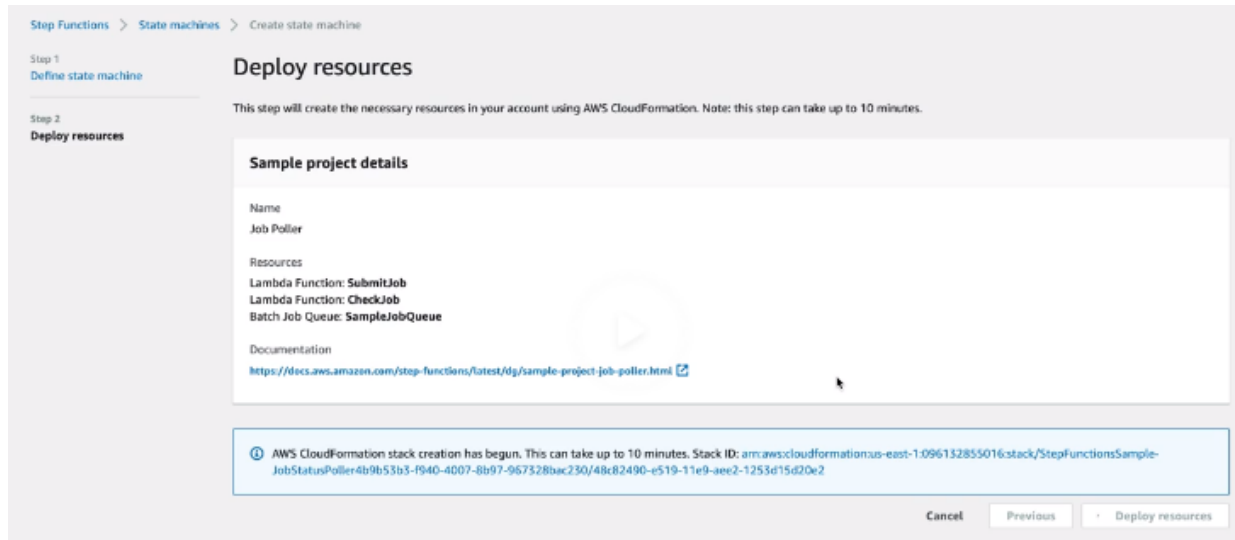 Step Functions > State machines > Create state machine
Step 1
Define state machine
Step 2
Deploy resources
Deploy resources
This step will create the necessary resources in your account using AWS CloudFormation. Note: this step can take up to 10 minutes.
Sample project details
Name
Job Poller
Resources
Lambda Function: SubmitJob
Lambda Function: CheckJob
Batch Job Queue: SampleJobQueue
Documentation
https://docs.aws.amazon.com/step-functions/latest/dg/sample-project-job-poller.html
AWS CloudFormation stack creation has begun. This can take up to 10 minutes. Stack ID: arn:aws:cloudformation:us-east-1:096132855016:stack/StepFunctionsSample-
JobStatusPoller4b9b53b3-f940-4007-8b97-967328bac230/48c82490-e519-11e9-aee2-1253d15d20e2
Cancel
Previous
Deploy resources